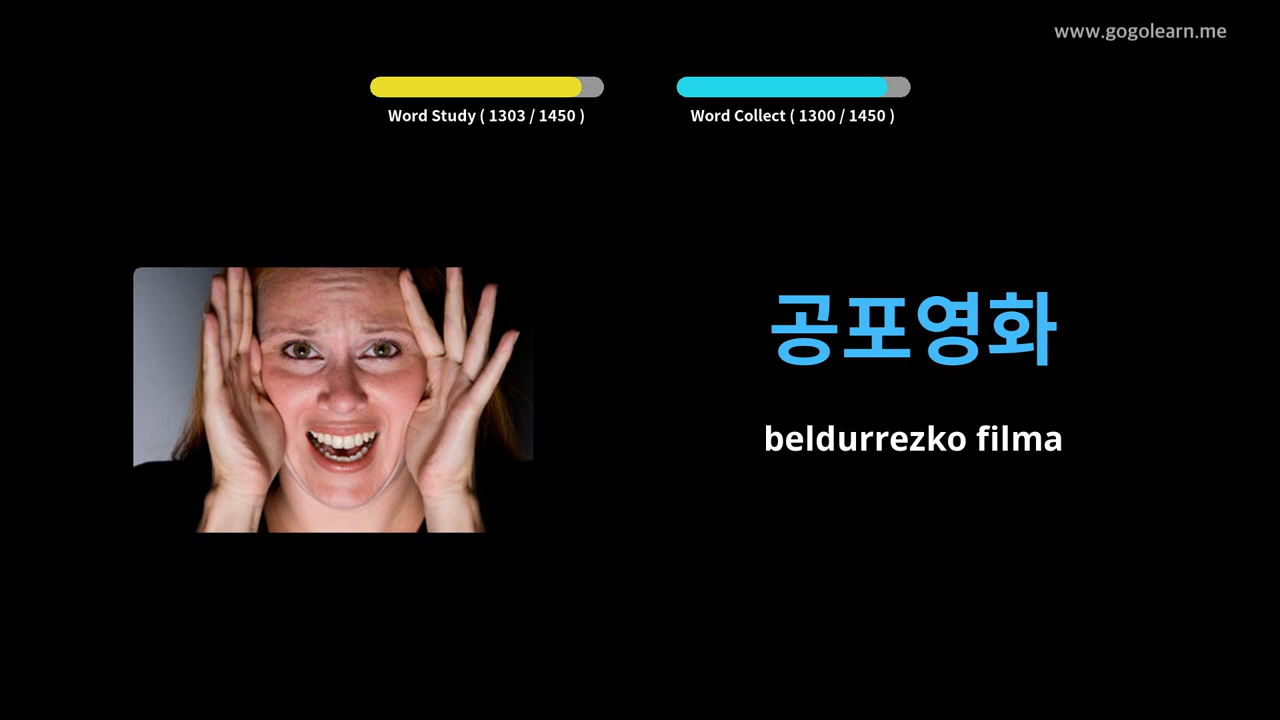 www.gogolearn.me
Word Study ( 1303 / 1450 )
Word Collect ( 1300 / 1450 )
공포영화
beldurrezko filma